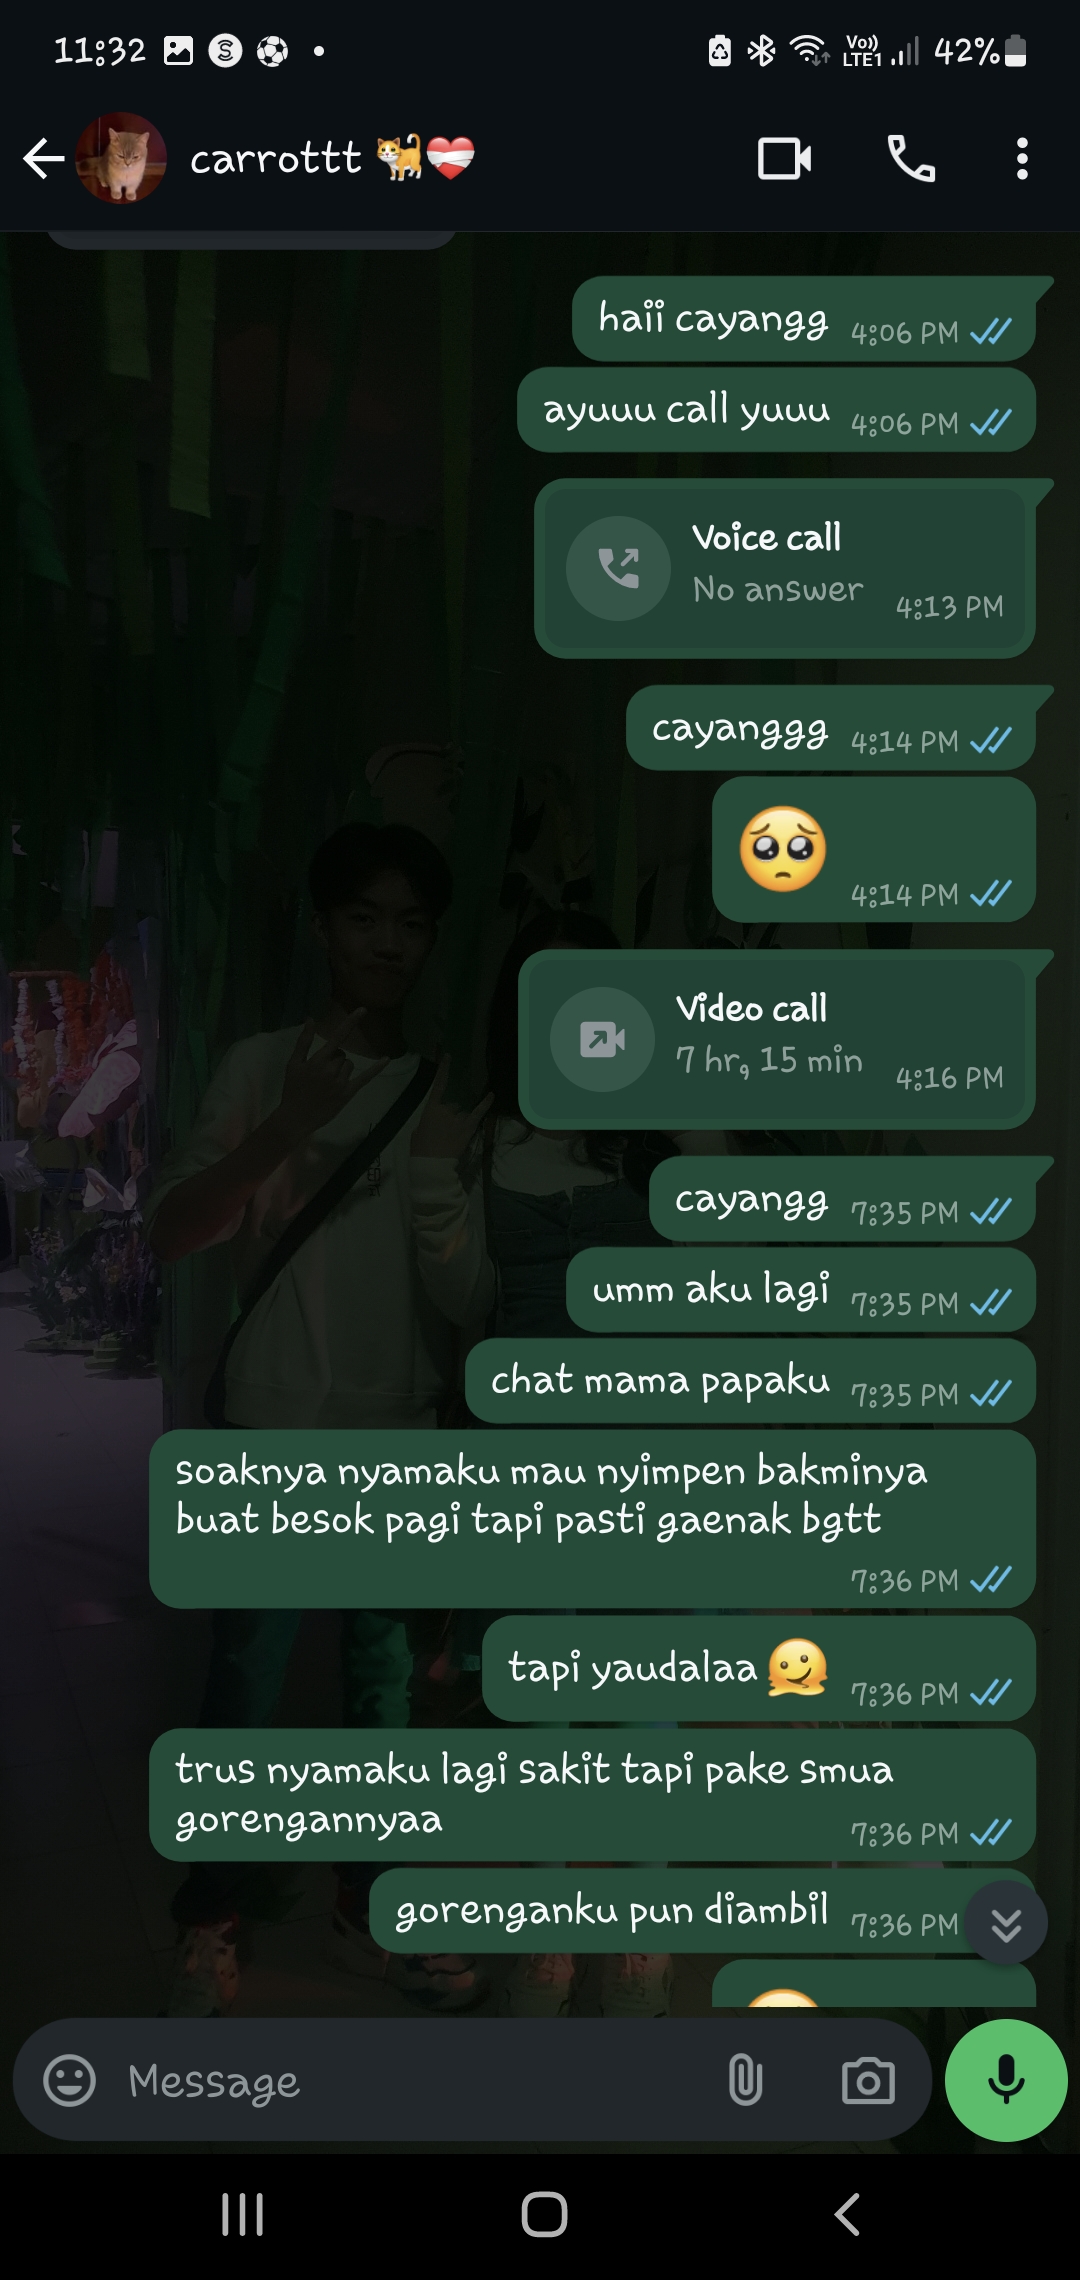 11:32
Vo)) LTE1 42%
carrottt 🐈❤️‍🩹
haii cayangg 4:06 PM
ayuuu call yuuu 4:06 PM
Voice call
No answer 4:13 PM
cayanggg 4:14 PM
🥺 4:14 PM
Video call
7 hr, 15 min 4:16 PM
cayangg 7:35 PM
umm aku lagi 7:35 PM
chat mama papaku 7:35 PM
soaknya nyamaku mau nyimpen bakminya
buat besok pagi tapi pasti gaenak bgtt
7:36 PM
tapi yaudalaa 🫠 7:36 PM
trus nyamaku lagi sakit tapi pake smua
gorengannyaa 7:36 PM
gorenganku pun diambil 7:36 PM
Message